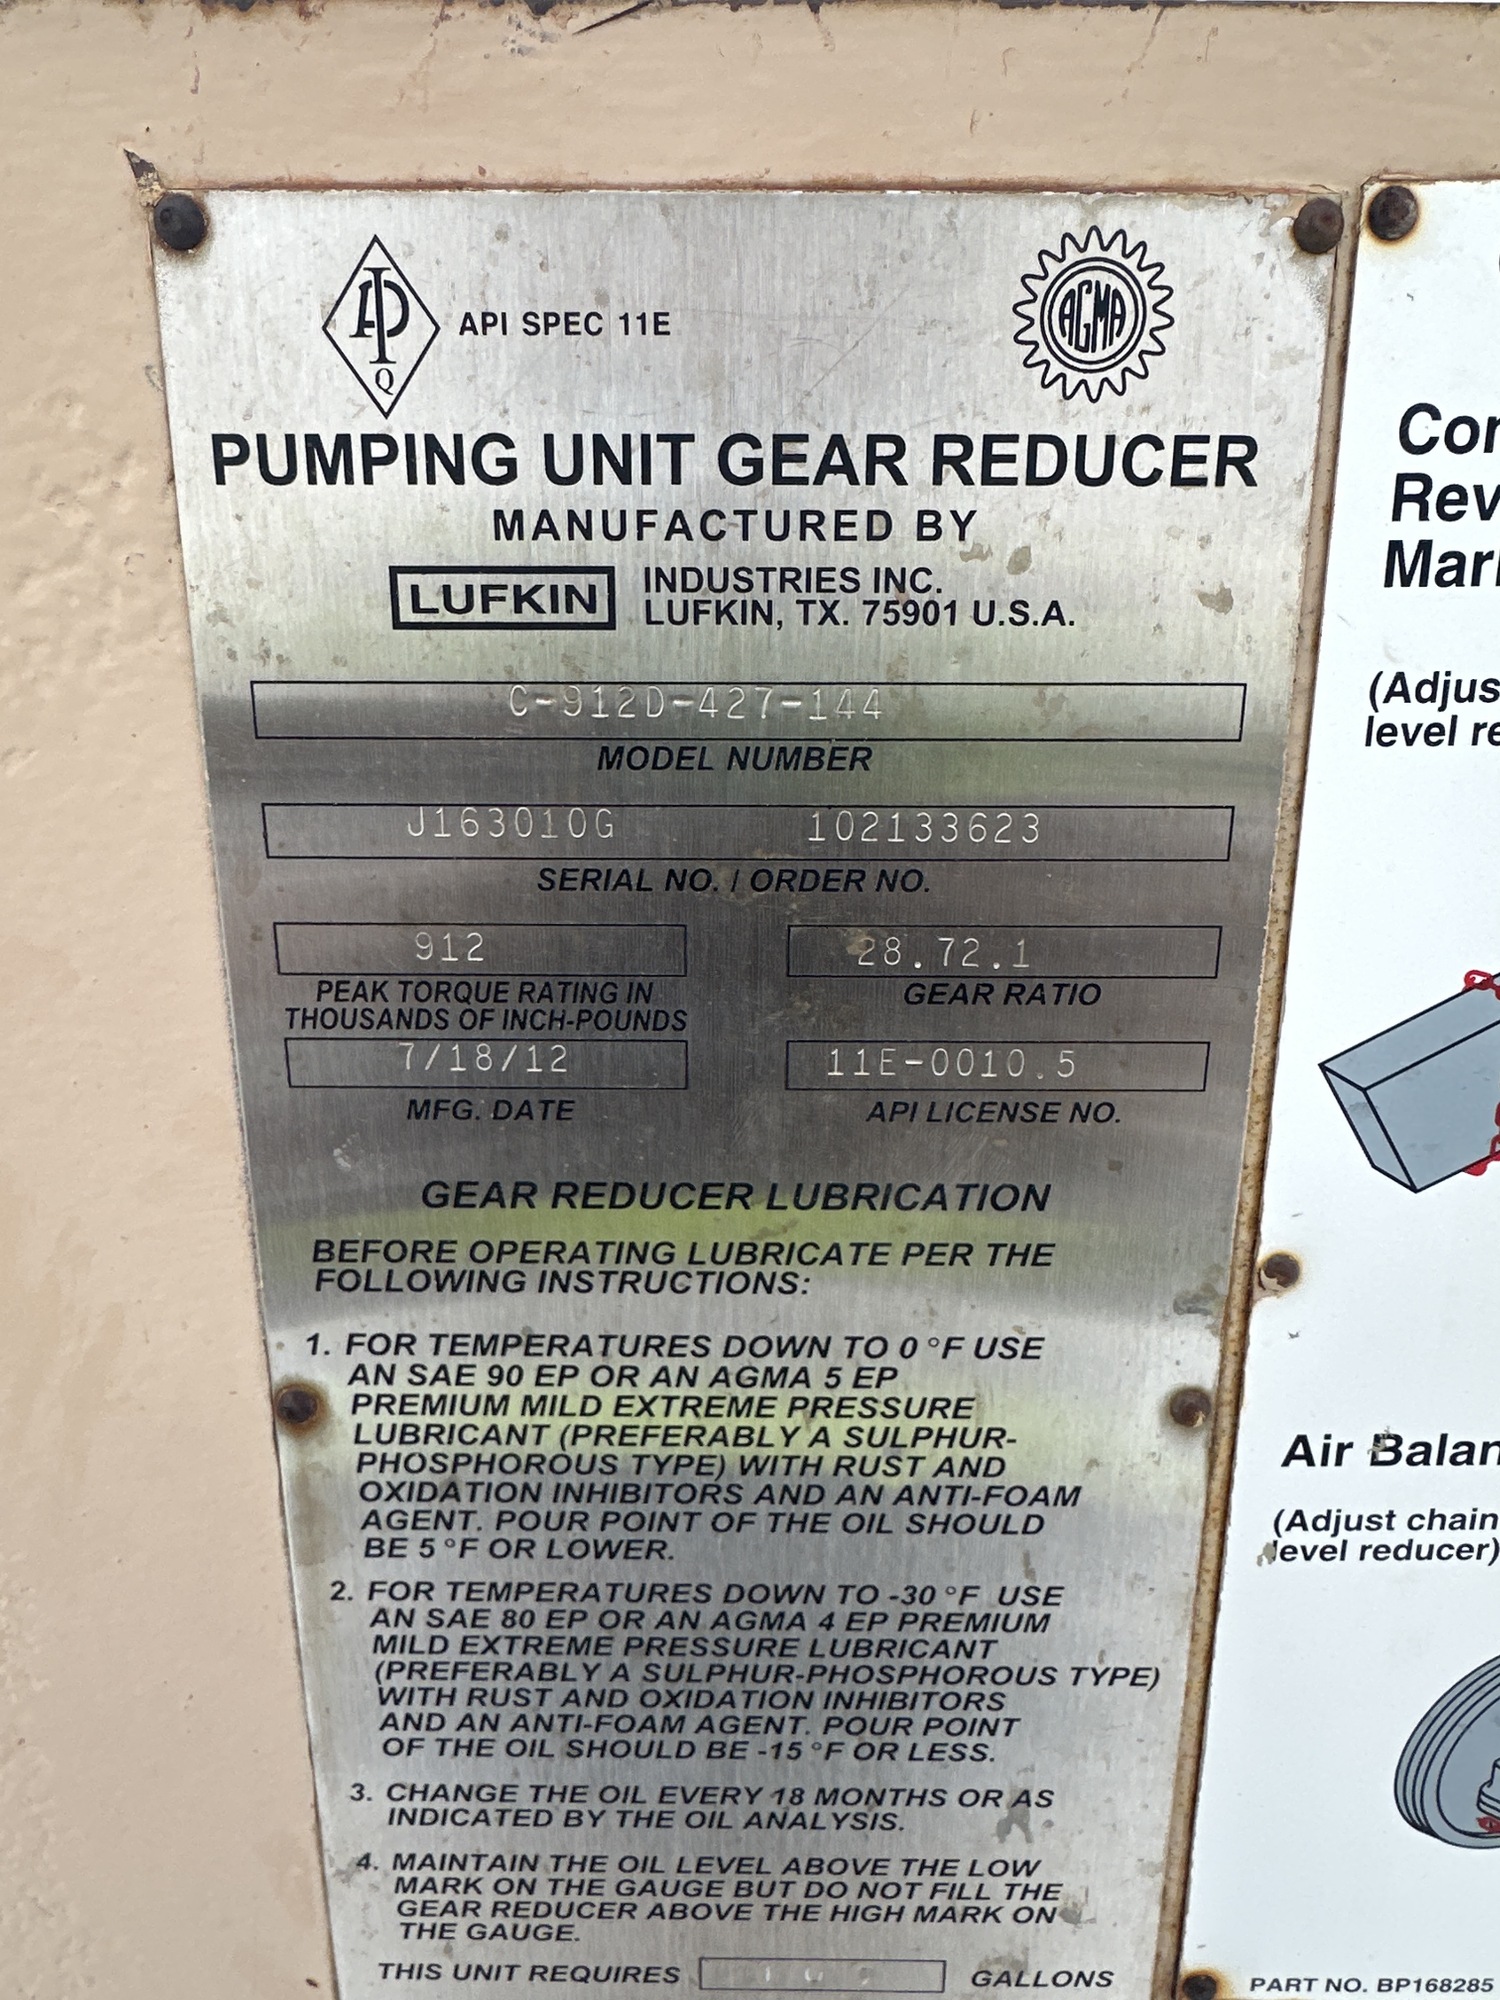 API
Q
API SPEC 11E
AGMA
PUMPING UNIT GEAR REDUCER
MANUFACTURED BY
LUFKIN
INDUSTRIES INC.
LUFKIN, TX. 75901 U.S.A.
C-912D-427-144
MODEL NUMBER
J163010G 102133623
SERIAL NO. / ORDER NO.
912
PEAK TORQUE RATING IN
THOUSANDS OF INCH-POUNDS
28.72.1
GEAR RATIO
7/18/12
MFG. DATE
11E-0010.5
API LICENSE NO.
GEAR REDUCER LUBRICATION
BEFORE OPERATING LUBRICATE PER THE
FOLLOWING INSTRUCTIONS:
1. FOR TEMPERATURES DOWN TO 0 °F USE
AN SAE 90 EP OR AN AGMA 5 EP
PREMIUM MILD EXTREME PRESSURE
LUBRICANT (PREFERABLY A SULPHUR-
PHOSPHOROUS TYPE) WITH RUST AND
OXIDATION INHIBITORS AND AN ANTI-FOAM
AGENT. POUR POINT OF THE OIL SHOULD
BE 5 °F OR LOWER.
2. FOR TEMPERATURES DOWN TO -30 °F USE
AN SAE 80 EP OR AN AGMA 4 EP PREMIUM
MILD EXTREME PRESSURE LUBRICANT
(PREFERABLY A SULPHUR-PHOSPHOROUS TYPE)
WITH RUST AND OXIDATION INHIBITORS
AND AN ANTI-FOAM AGENT. POUR POINT
OF THE OIL SHOULD BE -15 °F OR LESS.
3. CHANGE THE OIL EVERY 18 MONTHS OR AS
INDICATED BY THE OIL ANALYSIS.
4. MAINTAIN THE OIL LEVEL ABOVE THE LOW
MARK ON THE GAUGE BUT DO NOT FILL THE
GEAR REDUCER ABOVE THE HIGH MARK ON
THE GAUGE.
THIS UNIT REQUIRES GALLONS
Con
Rev
Mark
(Adjus
level re
Air Balan
(Adjust chain
level reducer)
PART NO. BP168285